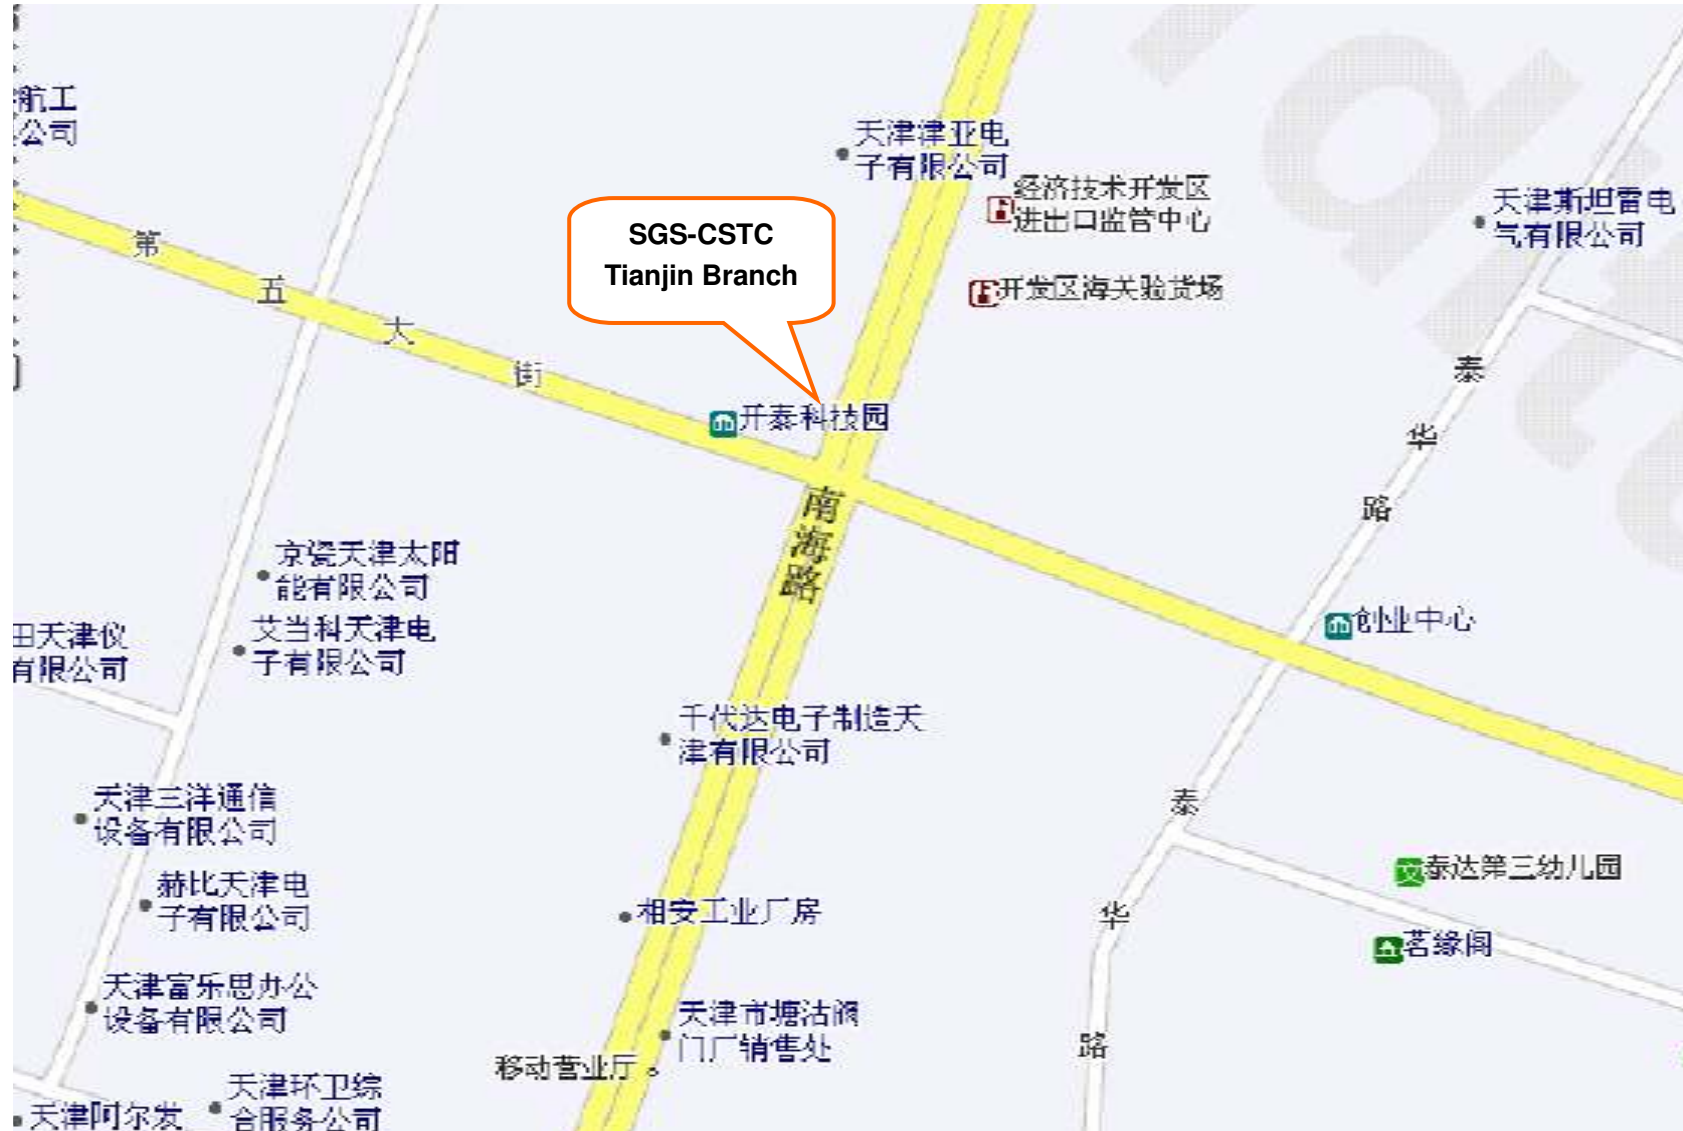 航工
公司
天津津亚电
子有限公司
经济技术开发区
进出口监管中心
天津斯坦雷电
气有限公司
SGS-CSTC
Tianjin Branch
开发区海关验货场
第五大街
开泰科技园
泰华路
南海路
京瓷天津太阳
能有限公司
艾当科天津电
子有限公司
田天津仪
有限公司
创业中心
千代达电子制造天
津有限公司
天津三洋通信
设备有限公司
泰华路
泰达第三幼儿园
赫比天津电
子有限公司
相安工业厂房
茗缘阁
天津富乐思办公
设备有限公司
天津市塘沽阀
门厂销售处
移动营业厅
天津环卫综
合服务公司
天津阿尔发